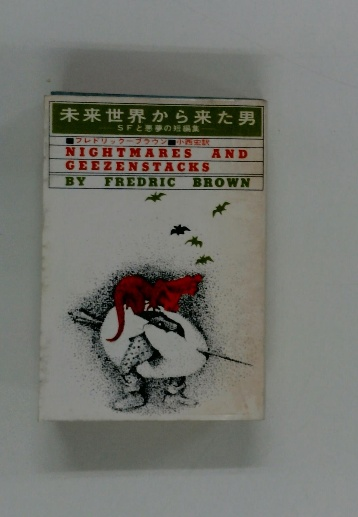 未来世界から来た男
SFと悪夢の短編集
■フレドリック・ブラウン■小西宏訳
NIGHTMARES AND
GEEZENSTACKS
BY FREDRIC BROWN